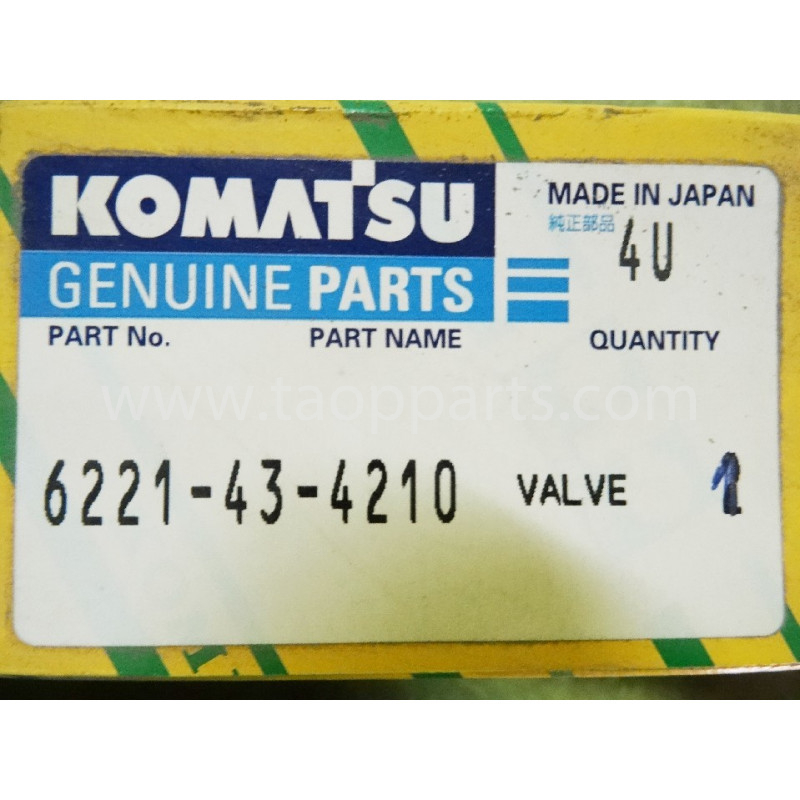 KOMATSU
GENUINE PARTS
MADE IN JAPAN
純正部品
4U
PART No. PART NAME QUANTITY
www.taopparts.com
6221-43-4210 VALVE